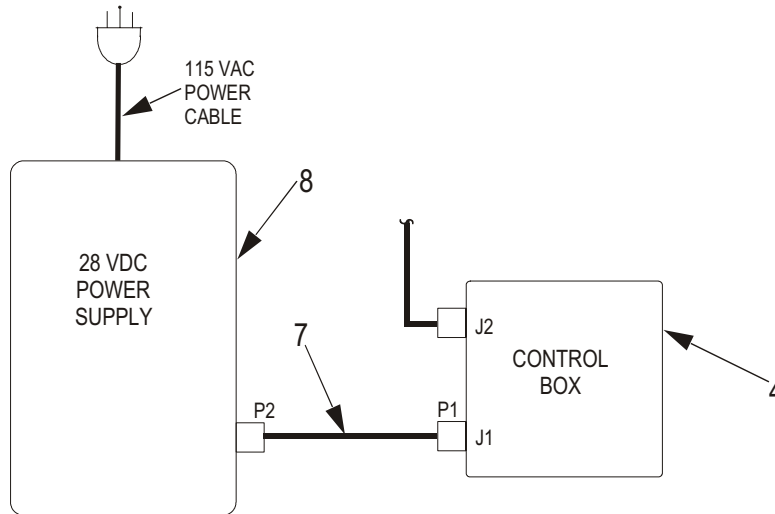 115 VAC
POWER
CABLE
8
28 VDC
POWER
SUPPLY
J2
7
CONTROL
BOX
4
P2
P1
J1